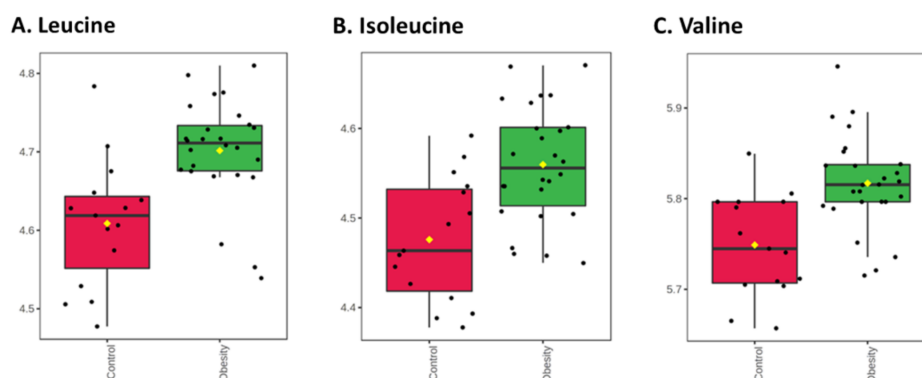 A. Leucine
B. Isoleucine
C. Valine
4.8
4.7
4.6
4.5
Control
Obesity
4.6
4.5
4.4
Control
Obesity
5.9
5.8
5.7
Control
Obesity